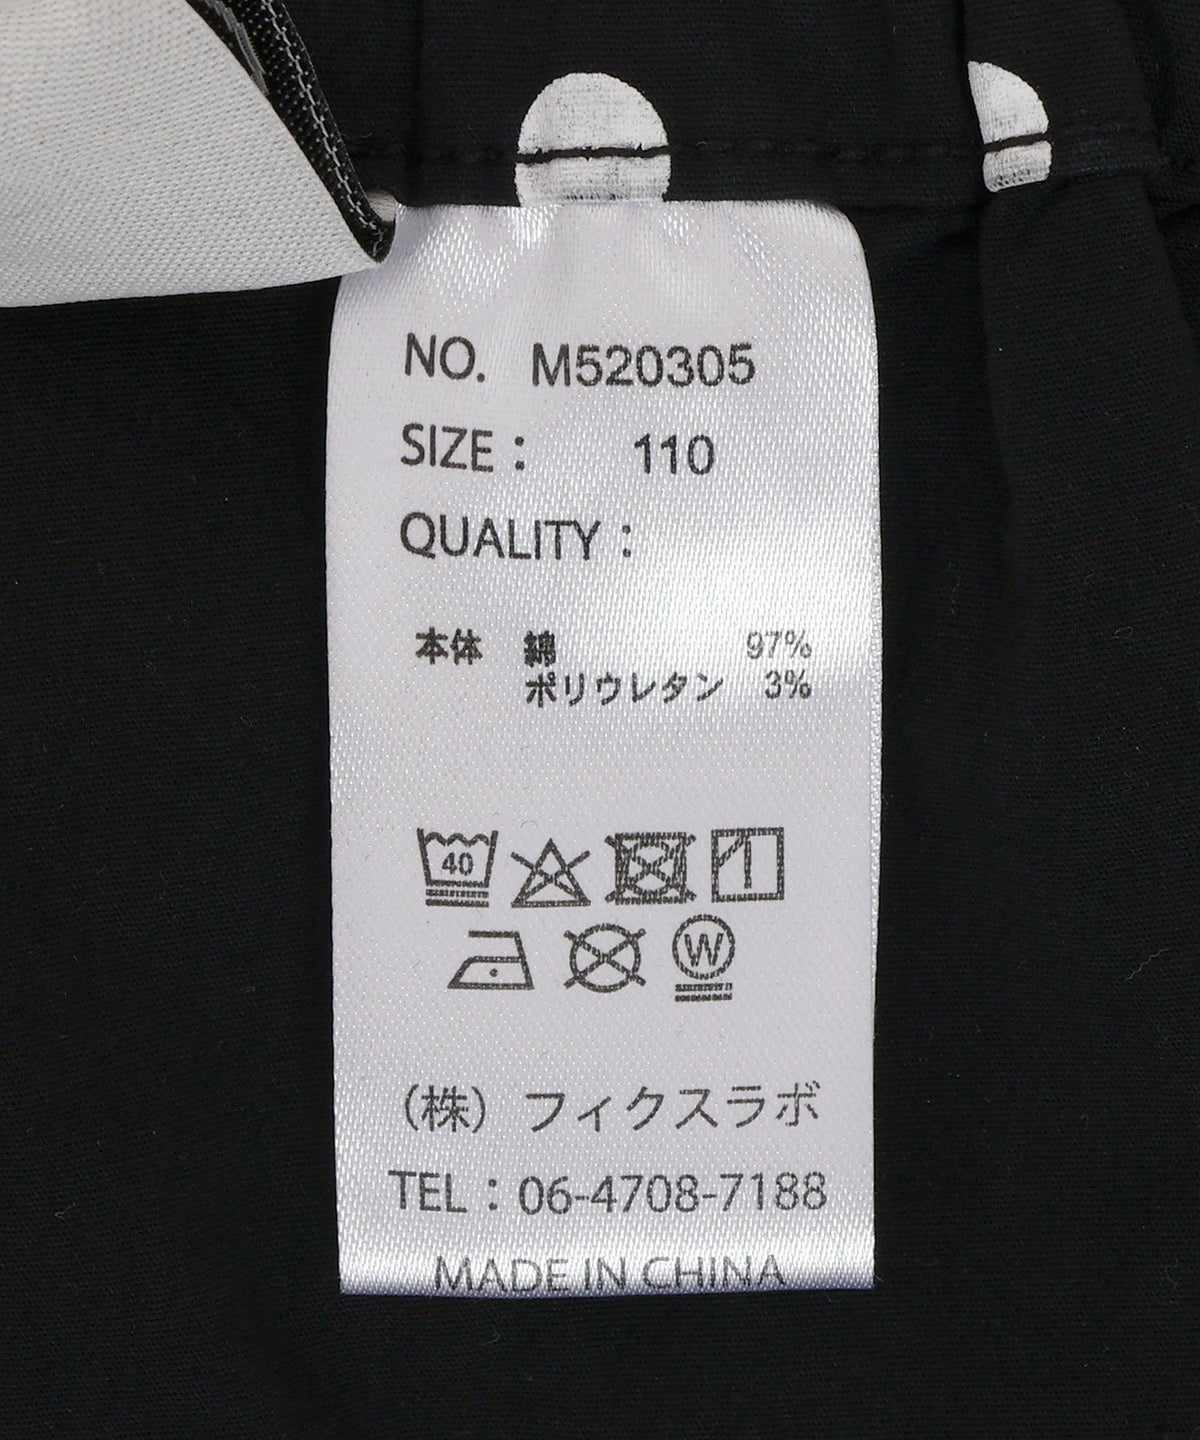 NO. M520305
SIZE： 110
QUALITY：
本体 綿 97%
ポリウレタン 3%
40
W
（株）フィクスラボ
TEL：06-4708-7188
MADE IN CHINA